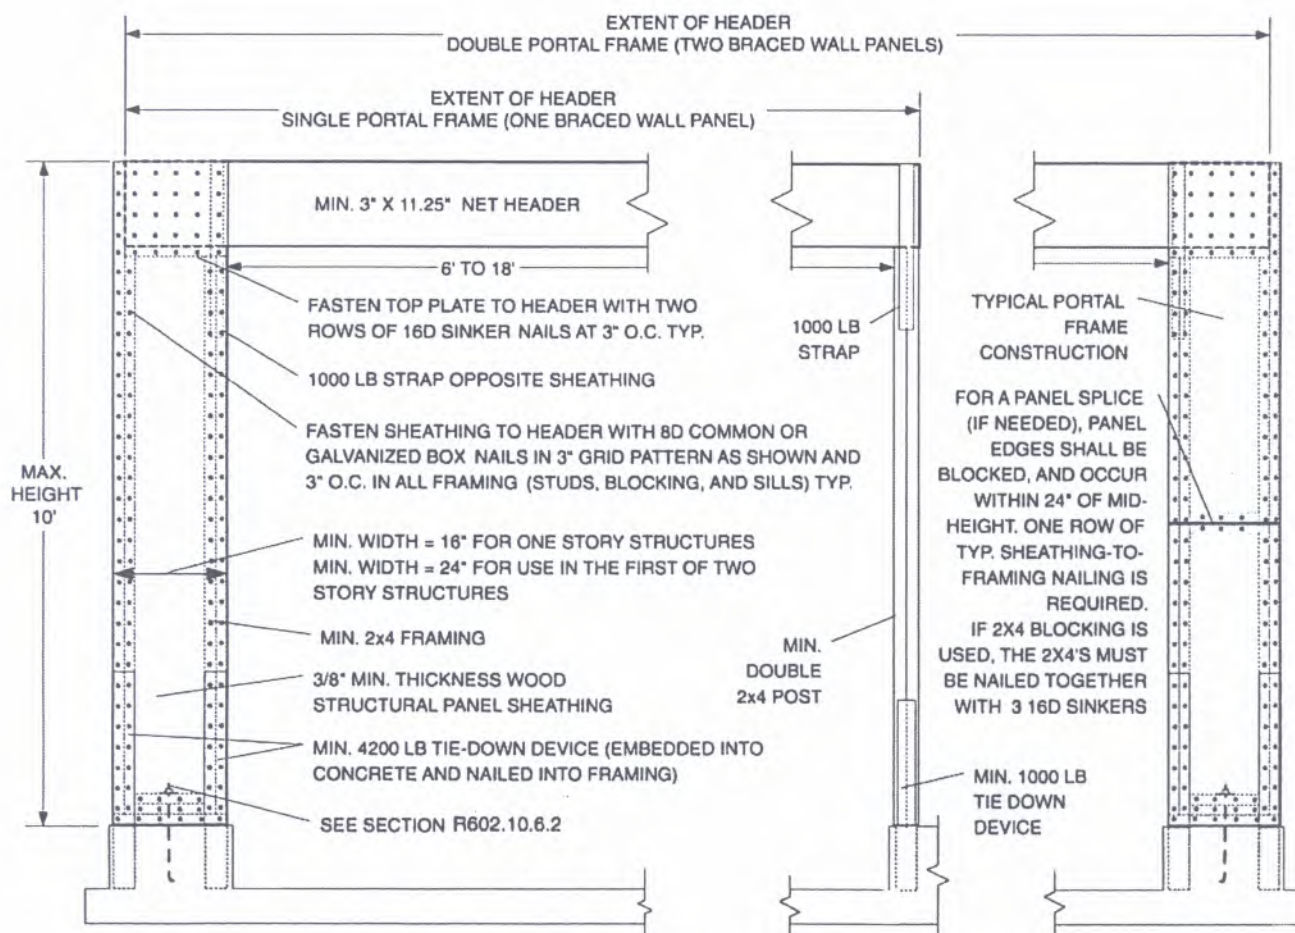 EXTENT OF HEADER
DOUBLE PORTAL FRAME (TWO BRACED WALL PANELS)
EXTENT OF HEADER
SINGLE PORTAL FRAME (ONE BRACED WALL PANEL)
MIN. 3" X 11.25" NET HEADER
6' TO 18'
FASTEN TOP PLATE TO HEADER WITH TWO
ROWS OF 16D SINKER NAILS AT 3" O.C. TYP.
1000 LB STRAP OPPOSITE SHEATHING
FASTEN SHEATHING TO HEADER WITH 8D COMMON OR
GALVANIZED BOX NAILS IN 3" GRID PATTERN AS SHOWN AND
3" O.C. IN ALL FRAMING (STUDS, BLOCKING, AND SILLS) TYP.
MAX.
HEIGHT
10'
MIN. WIDTH = 16" FOR ONE STORY STRUCTURES
MIN. WIDTH = 24" FOR USE IN THE FIRST OF TWO
STORY STRUCTURES
MIN. 2x4 FRAMING
3/8" MIN. THICKNESS WOOD
STRUCTURAL PANEL SHEATHING
MIN. 4200 LB TIE-DOWN DEVICE (EMBEDDED INTO
CONCRETE AND NAILED INTO FRAMING)
SEE SECTION R602.10.6.2
1000 LB
STRAP
MIN.
DOUBLE
2x4 POST
TYPICAL PORTAL
FRAME
CONSTRUCTION
FOR A PANEL SPLICE
(IF NEEDED), PANEL
EDGES SHALL BE
BLOCKED, AND OCCUR
WITHIN 24" OF MID-
HEIGHT. ONE ROW OF
TYP. SHEATHING-TO-
FRAMING NAILING IS
REQUIRED.
IF 2X4 BLOCKING IS
USED, THE 2X4'S MUST
BE NAILED TOGETHER
WITH 3 16D SINKERS
MIN. 1000 LB
TIE DOWN
DEVICE